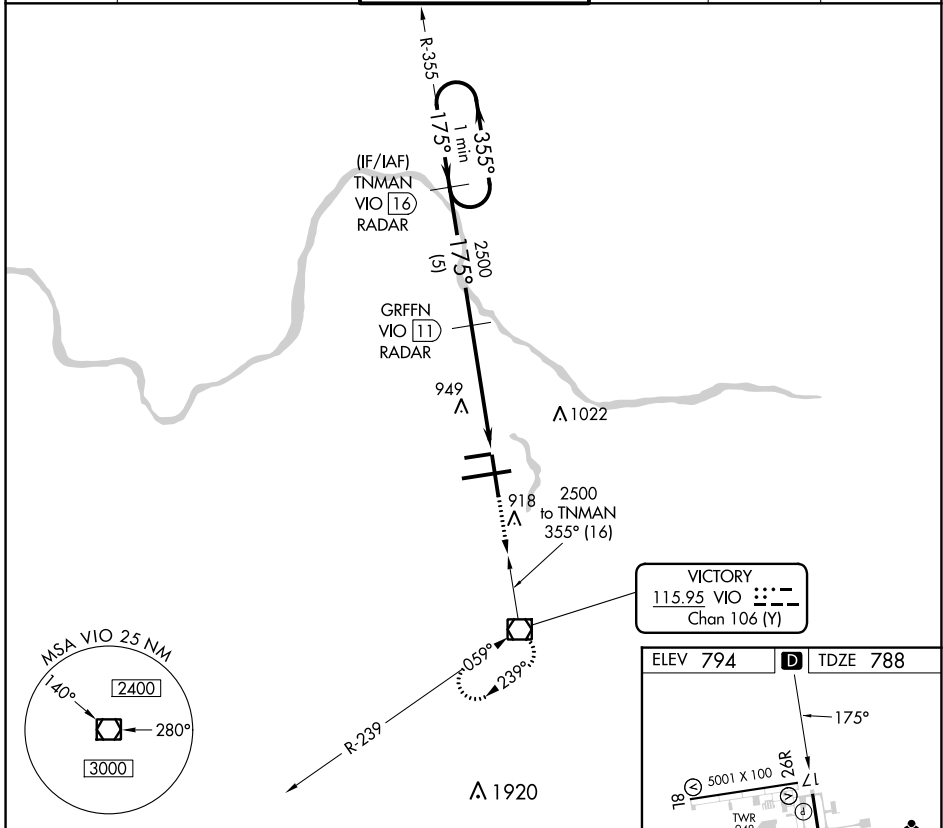 R-355
175°
1 min
355°
(IF/IAF)
TNMAN
VIO 16
RADAR
2500
175°
(5)
GRFFN
VIO 11
RADAR
949
1022
918
2500
to TNMAN
355° (16)
VICTORY
115.95 VIO
Chan 106 (Y)
059°
239°
R-239
MSA VIO 25 NM
140°
2400
280°
3000
1920
ELEV 794 D TDZE 788
175°
8L
5001 X 100
26R
17
V
A
P
TWR